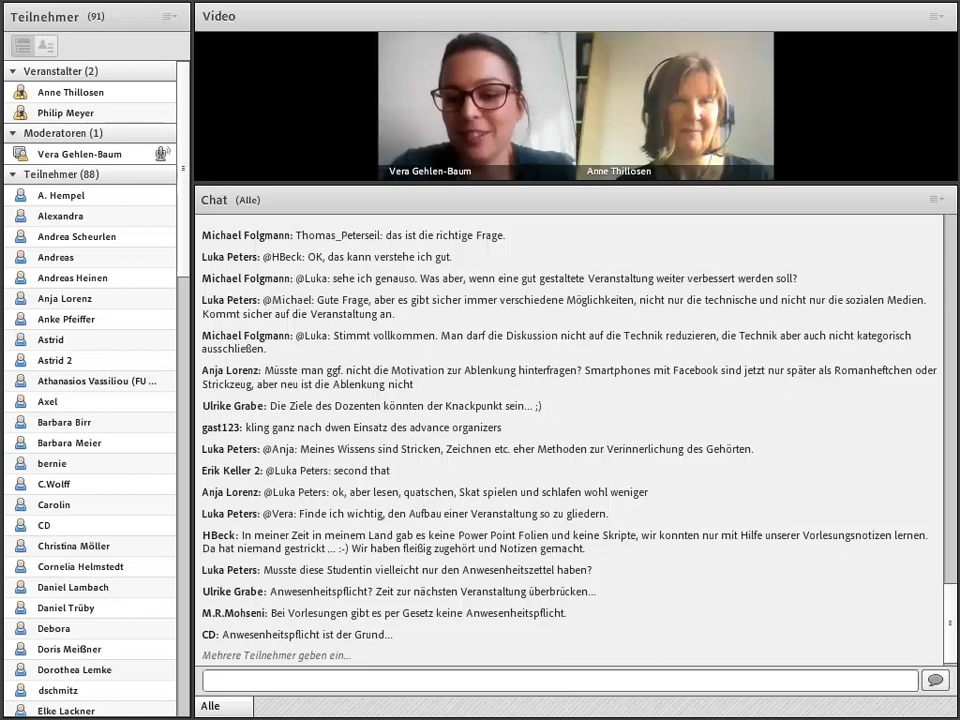 Teilnehmer (91)
Veranstalter (2)
Anne Thillosen
Philip Meyer
Moderatoren (1)
Vera Gehlen-Baum
Teilnehmer (88)
A. Hempel
Alexandra
Andrea Scheurlen
Andreas
Andreas Heinen
Anja Lorenz
Anke Pfeiffer
Astrid
Astrid 2
Athanasios Vassiliou (FU ...
Axel
Barbara Birr
Barbara Meier
bernie
C.Wolff
Carolin
CD
Christina Möller
Cornelia Helmstedt
Daniel Lambach
Daniel Trüby
Debora
Doris Meißner
Dorothea Lemke
dschmitz
Elke Lackner
Video
Vera Gehlen-Baum
Anne Thillosen
Chat (Alle)
Michael Folgmann: Thomas_Peterseil: das ist die richtige Frage.
Luka Peters: @HBeck: OK, das kann verstehe ich gut.
Michael Folgmann: @Luka: sehe ich genauso. Was aber, wenn eine gut gestaltete Veranstaltung weiter verbessert werden soll?
Luka Peters: @Michael: Gute Frage, aber es gibt sicher immer verschiedene Möglichkeiten, nicht nur die technische und nicht nur die sozialen Medien.
Kommt sicher auf die Veranstaltung an.
Michael Folgmann: @Luka: Stimmt vollkommen. Man darf die Diskussion nicht auf die Technik reduzieren, die Technik aber auch nicht kategorisch
ausschließen.
Anja Lorenz: Müsste man ggf. nicht die Motivation zur Ablenkung hinterfragen? Smartphones mit Facebook sind jetzt nur später als Romanheftchen oder
Strickzeug, aber neu ist die Ablenkung nicht
Ulrike Grabe: Die Ziele des Dozenten könnten der Knackpunkt sein... ;)
gast123: kling ganz nach dwen Einsatz des advance organizers
Luka Peters: @Anja: Meines Wissens sind Stricken, Zeichnen etc. eher Methoden zur Verinnerlichung des Gehörten.
Erik Keller 2: @Luka Peters: second that
Anja Lorenz: @Luka Peters: ok, aber lesen, quatschen, Skat spielen und schlafen wohl weniger
Luka Peters: @Vera: Finde ich wichtig, den Aufbau einer Veranstaltung so zu gliedern.
HBeck: In meiner Zeit in meinem Land gab es keine Power Point Folien und keine Skripte, wir konnten nur mit Hilfe unserer Vorlesungsnotizen lernen.
Da hat niemand gestrickt ... :-) Wir haben fleißig zugehört und Notizen gemacht.
Luka Peters: Musste diese Studentin vielleicht nur den Anwesenheitszettel haben?
Ulrike Grabe: Anwesenheitspflicht? Zeit zur nächsten Veranstaltung überbrücken...
M.R.Mohseni: Bei Vorlesungen gibt es per Gesetz keine Anwesenheitspflicht.
CD: Anwesenheitspflicht ist der Grund...
Mehrere Teilnehmer geben ein...
Alle